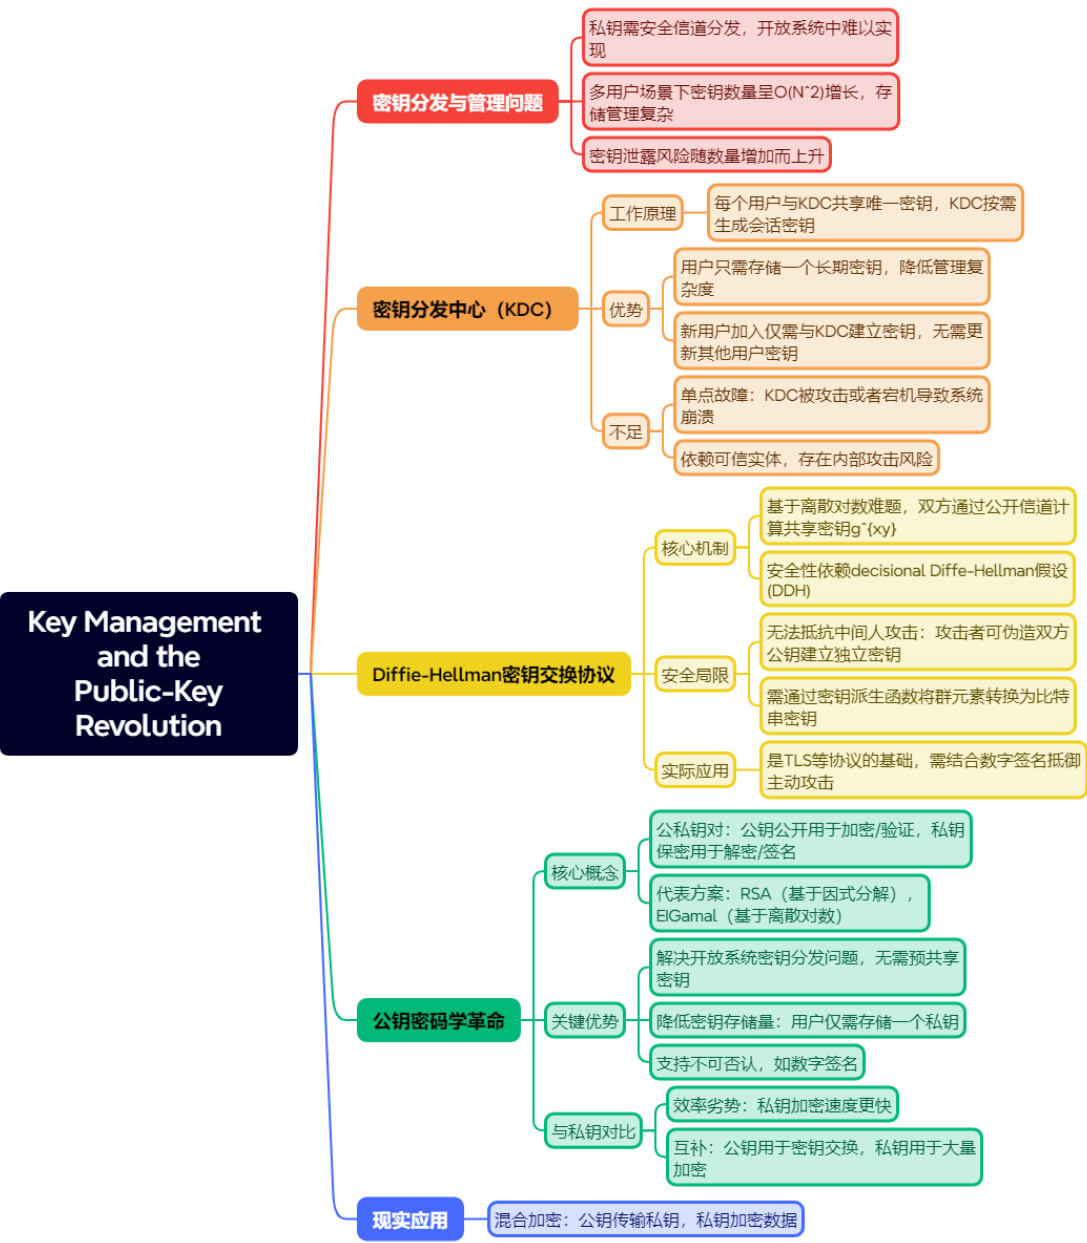 Key Management
and the
Public-Key
Revolution
密钥分发与管理问题
私钥需安全信道分发，开放系统中难以实
现
多用户场景下密钥数量呈O(N^2)增长，存
储管理复杂
密钥泄露风险随数量增加而上升
密钥分发中心（KDC）
工作原理
每个用户与KDC共享唯一密钥，KDC按需
生成会话密钥
优势
用户只需存储一个长期密钥，降低管理复
杂度
新用户加入仅需与KDC建立密钥，无需更
新其他用户密钥
不足
单点故障：KDC被攻击或者宕机导致系统
崩溃
依赖可信实体，存在内部攻击风险
Diffie-Hellman密钥交换协议
核心机制
基于离散对数难题，双方通过公开信道计
算共享密钥g^{xy}
安全性依赖decisional Diffe-Hellman假设
(DDH)
安全局限
无法抵抗中间人攻击：攻击者可伪造双方
公钥建立独立密钥
需通过密钥派生函数将群元素转换为比特
串密钥
实际应用
是TLS等协议的基础，需结合数字签名抵御
主动攻击
公钥密码学革命
核心概念
公私钥对：公钥公开用于加密/验证，私钥
保密用于解密/签名
代表方案：RSA（基于因式分解），
ElGamal（基于离散对数）
关键优势
解决开放系统密钥分发问题，无需预共享
密钥
降低密钥存储量：用户仅需存储一个私钥
支持不可否认，如数字签名
与私钥对比
效率劣势：私钥加密速度更快
互补：公钥用于密钥交换，私钥用于大量
加密
现实应用
混合加密：公钥传输私钥，私钥加密数据